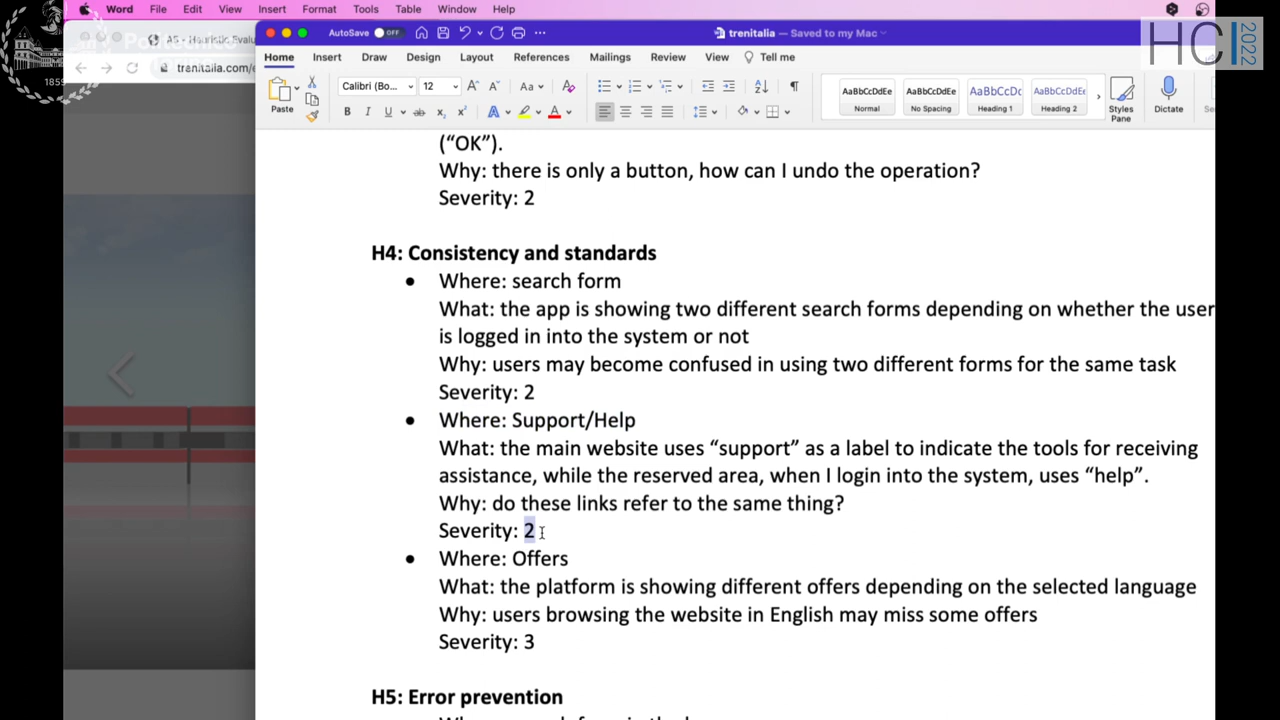 Word File Edit View Insert Format Tools Table Window Help
AutoSave OFF trenitalia — Saved to my Mac
Home Insert Draw Design Layout References Mailings Review View Tell me
HCI 2022
1859
A5 - Heuristic Evalu
trenitalia.com/e
Paste Calibri (Bo... 12 Aa
B I U ab x₂ x² A A
AaBbCcDdEe AaBbCcDdEe AaBbCcDc AaBbCcDdEe
Normal No Spacing Heading 1 Heading 2 Styles Pane Dictate
(“OK”).
Why: there is only a button, how can I undo the operation?
Severity: 2
H4: Consistency and standards
• Where: search form
What: the app is showing two different search forms depending on whether the user
is logged in into the system or not
Why: users may become confused in using two different forms for the same task
Severity: 2
• Where: Support/Help
What: the main website uses “support” as a label to indicate the tools for receiving
assistance, while the reserved area, when I login into the system, uses “help”.
Why: do these links refer to the same thing?
Severity: 2
• Where: Offers
What: the platform is showing different offers depending on the selected language
Why: users browsing the website in English may miss some offers
Severity: 3
H5: Error prevention